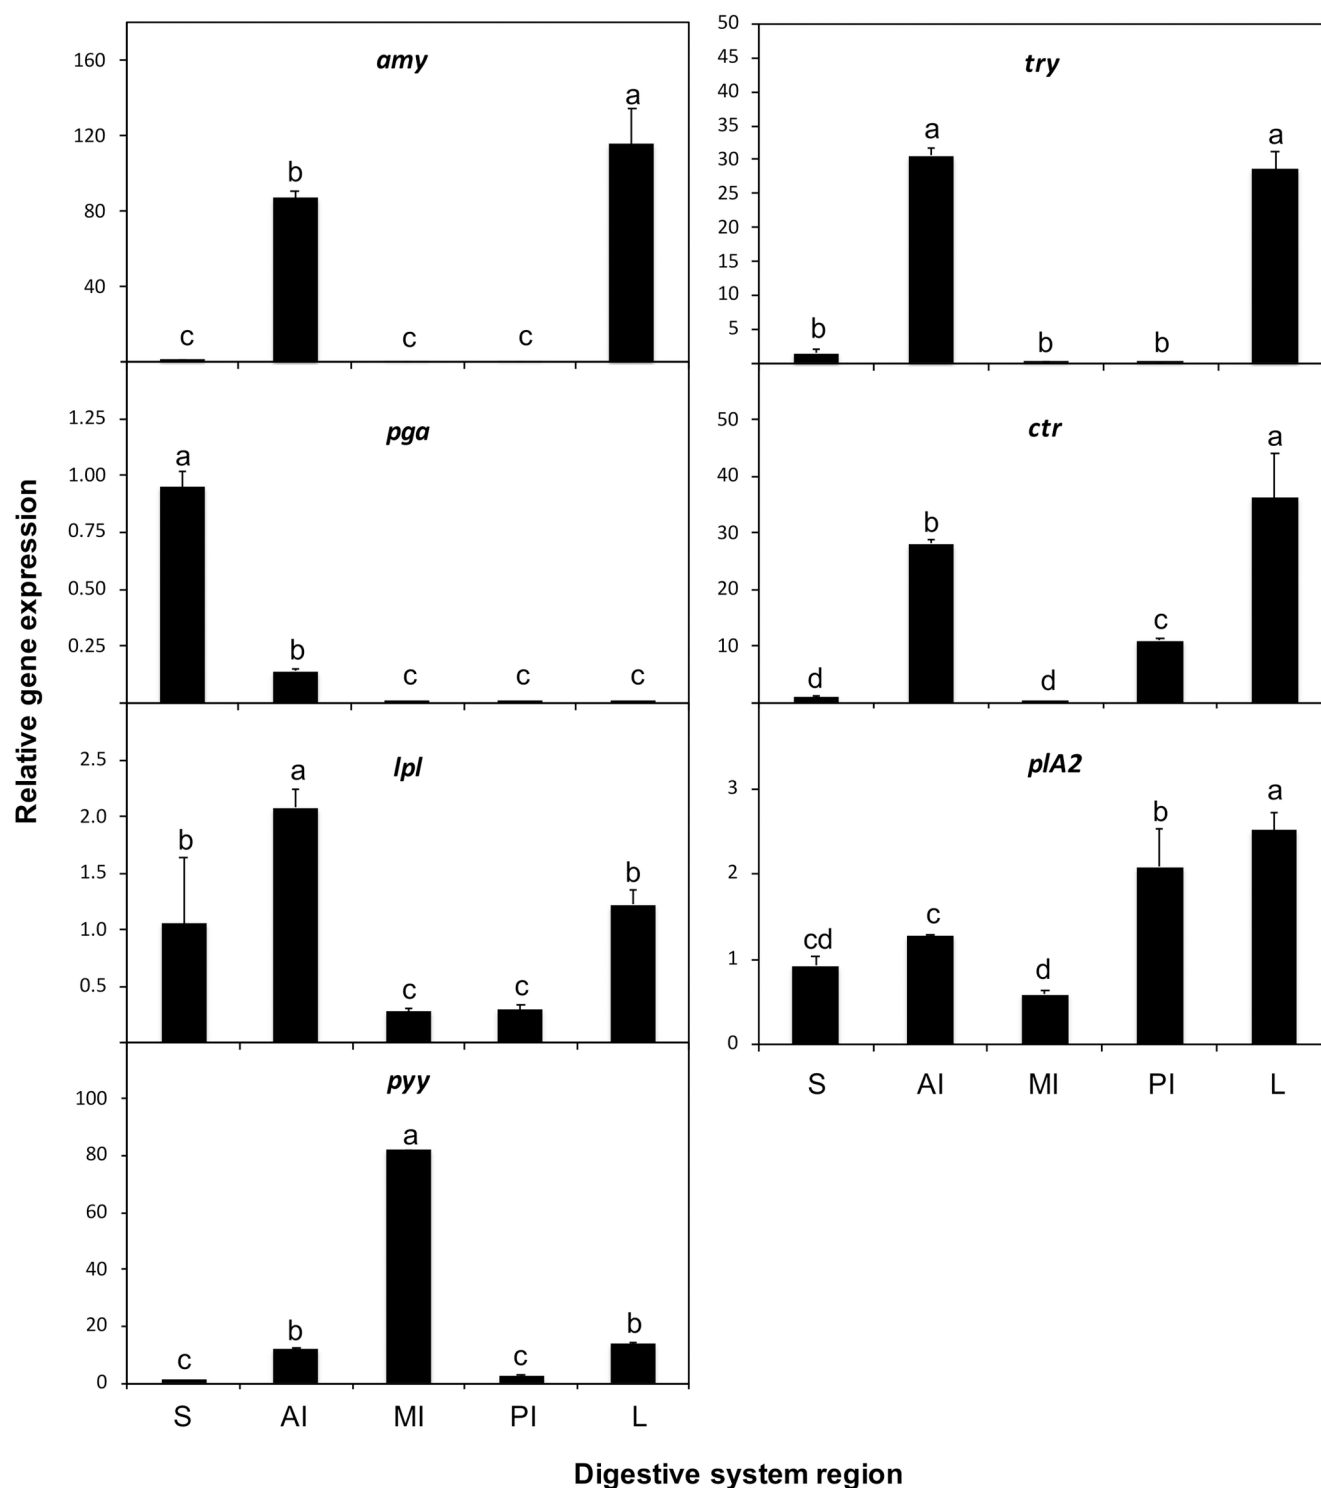 amy
160
120
80
40
c
b
c
c
a
try
50
45
40
35
30
25
20
15
10
5
b
a
b
b
a
pga
1.25
1.00
0.75
0.50
0.25
a
b
c
c
c
ctr
50
40
30
20
10
d
b
d
c
a
lpl
2.5
2.0
1.5
1.0
0.5
b
a
c
c
b
plA2
3
2
1
0
cd
c
d
b
a
S AI MI PI L
pyy
100
80
60
40
20
0
c
b
a
c
b
S AI MI PI L
Relative gene expression
Digestive system region